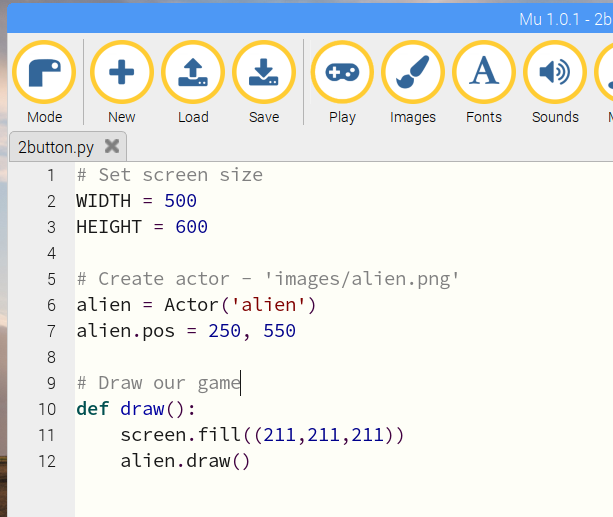 Mu 1.0.1 - 2b
Mode New Load Save Play Images Fonts Sounds
2button.py
1 # Set screen size
2 WIDTH = 500
3 HEIGHT = 600
4
5 # Create actor - 'images/alien.png'
6 alien = Actor('alien')
7 alien.pos = 250, 550
8
9 # Draw our game
10 def draw():
11     screen.fill((211,211,211))
12     alien.draw()